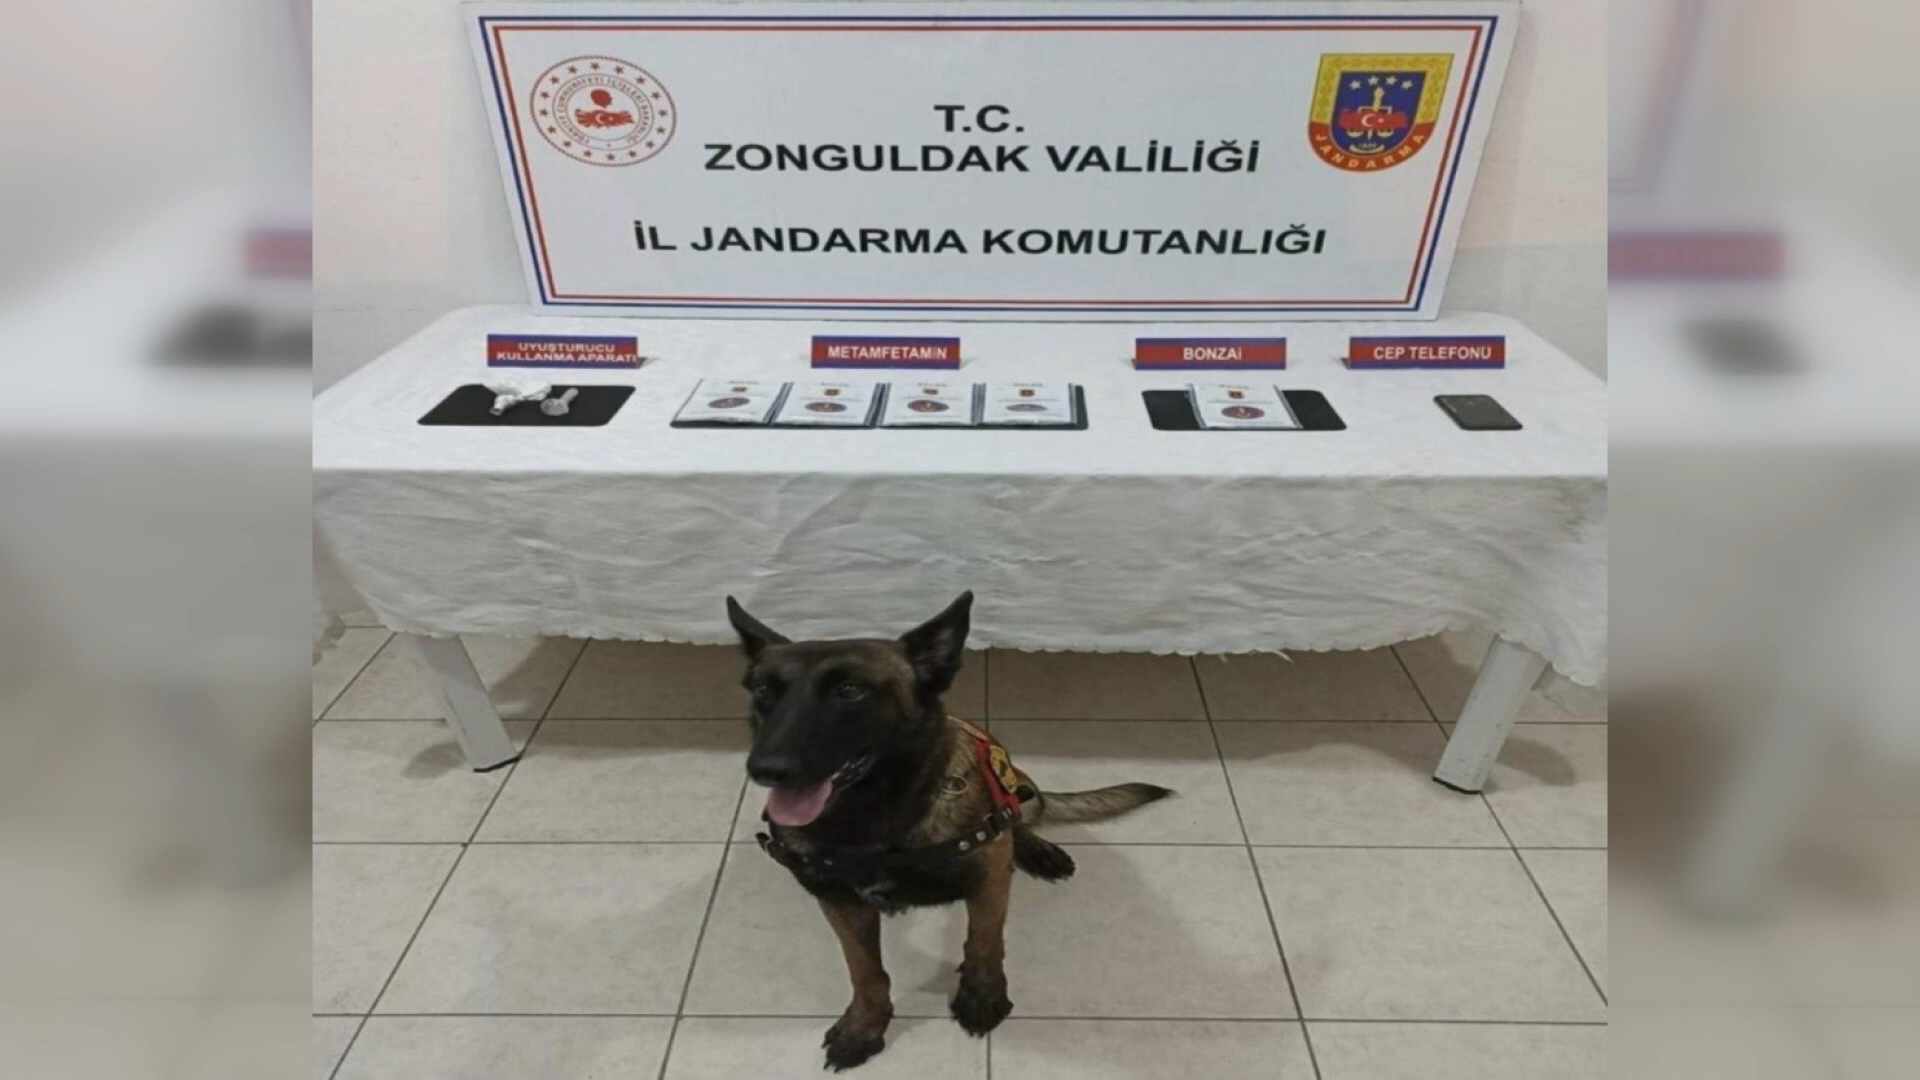 T.C.
ZONGULDAK VALİLİĞİ
İL JANDARMA KOMUTANLIĞI
JANDARMA
UYUŞTURUCU
KULLANMA APARATI
METAMFETAMİN
BONZAİ
CEP TELEFONU